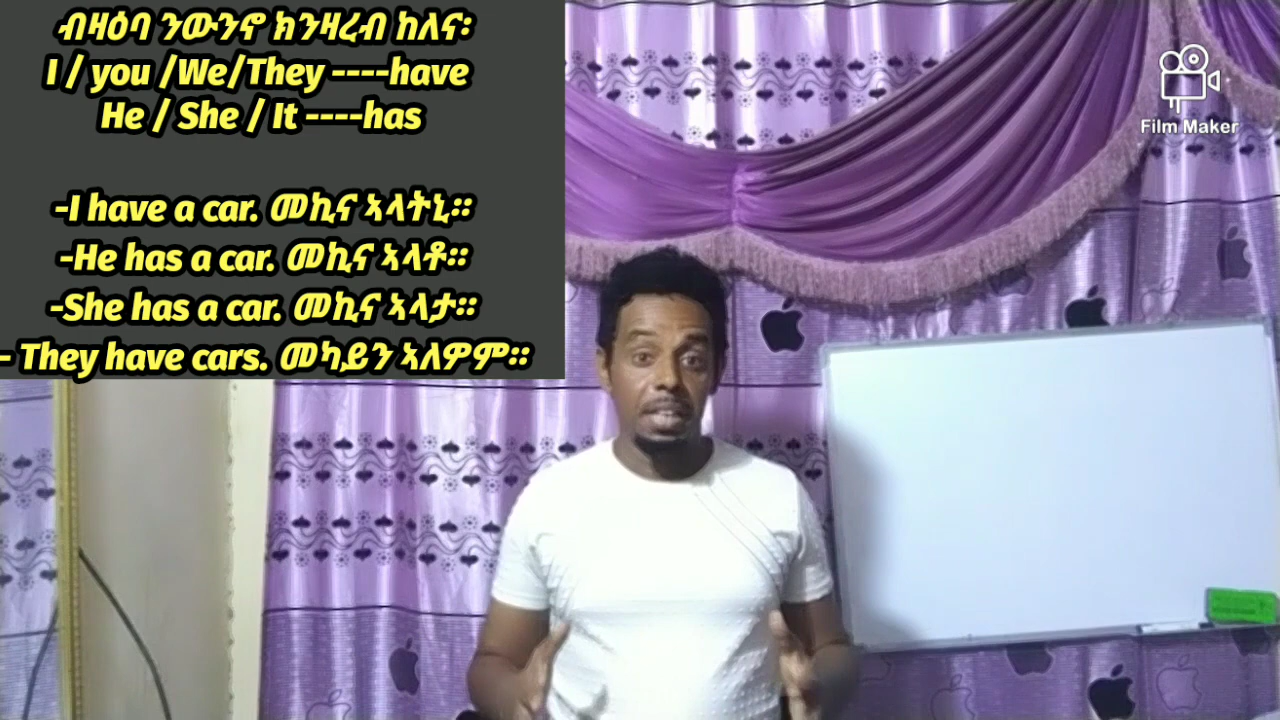 ብዛዕባ ንውንኖ ክንዛረብ ከለና፡
I / you /We/They ----have
He / She / It ----has
-I have a car. መኪና ኣላትኒ።
-He has a car. መኪና ኣላቶ።
-She has a car. መኪና ኣላታ።
- They have cars. መካይን ኣለዎም።
Film Maker